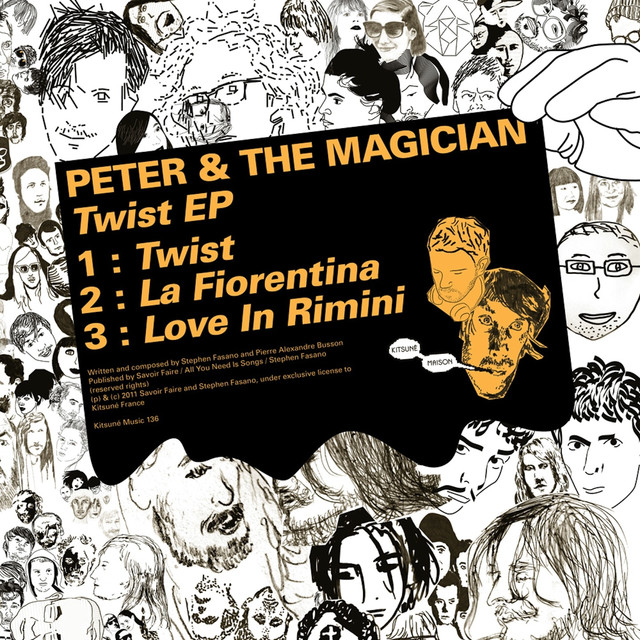 PETER & THE MAGICIAN
Twist EP
1 : Twist
2 : La Fiorentina
3 : Love In Rimini
Written and composed by Stephen Fasano and Pierre Alexandre Busson
Published by Savoir Faire / All You Need Is Songs / Stephen Fasano
(reserved rights)
(p) & (c) 2011 Savoir Faire and Stephen Fasano, under exclusive license to
Kitsuné France
Kitsuné Music 136
KITSUNÉ
MAISON